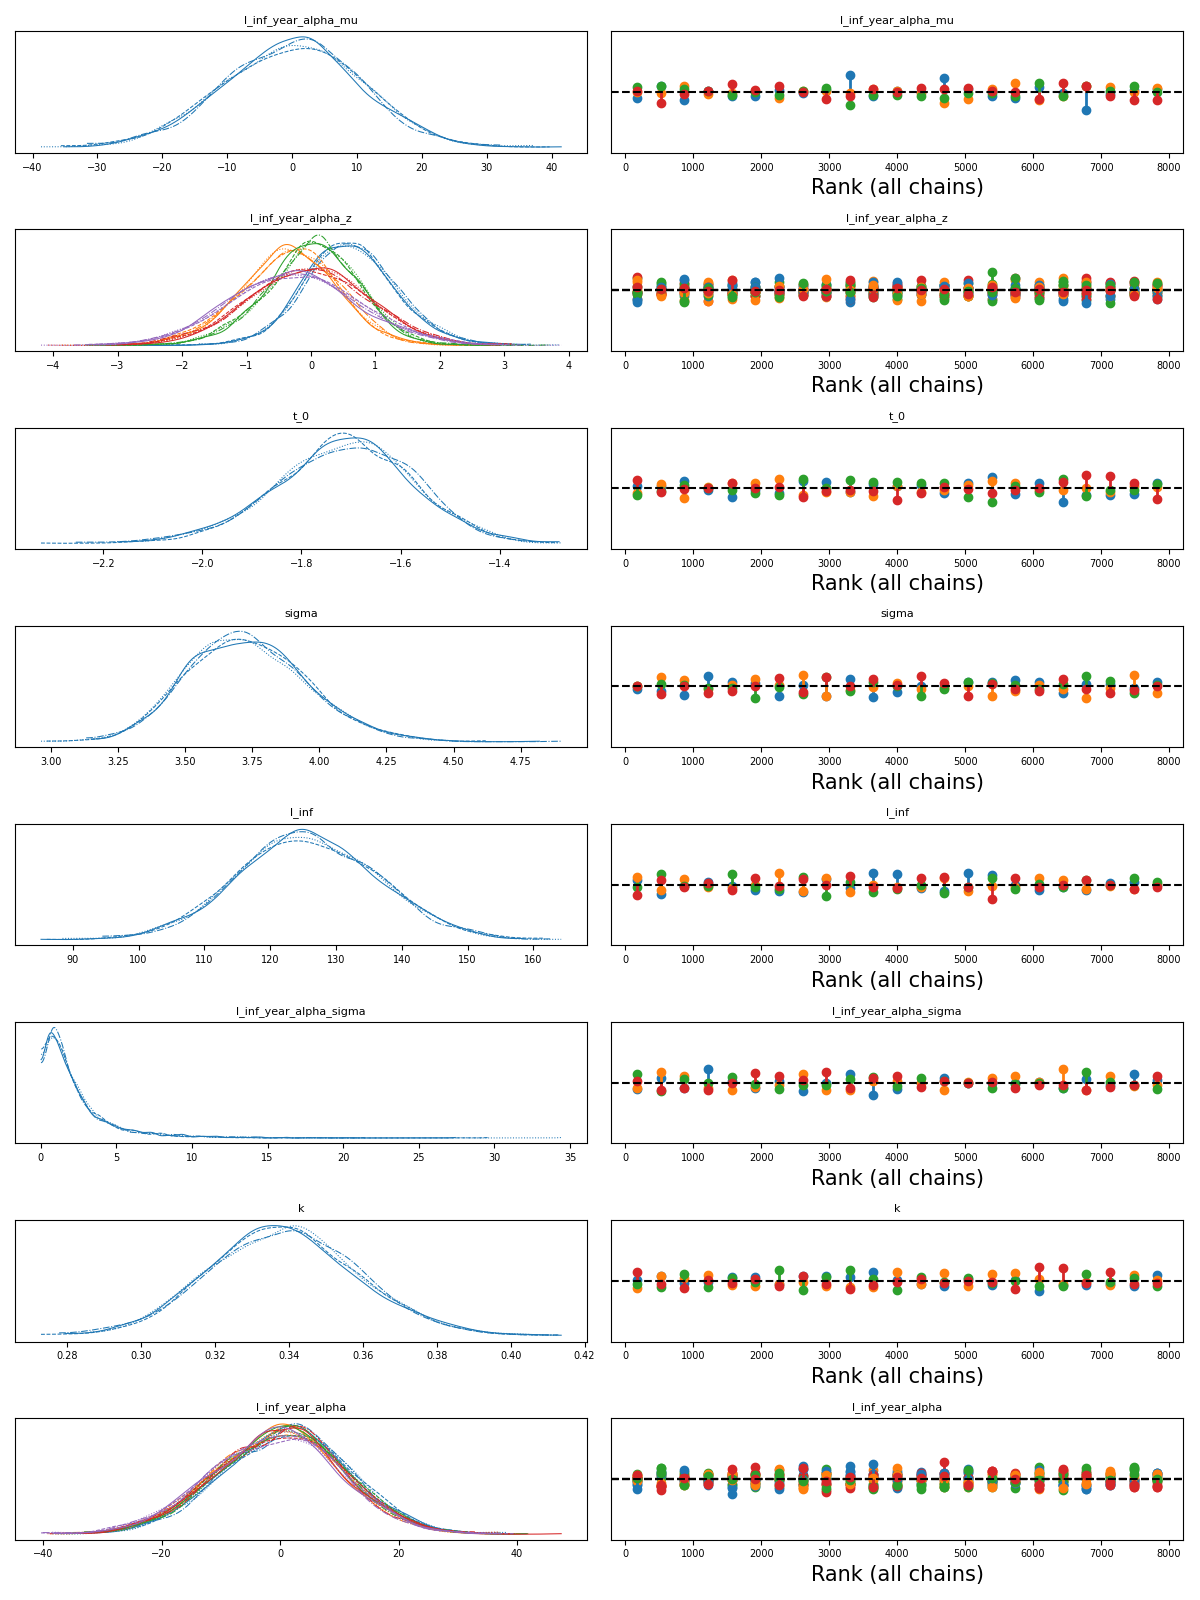 l_inf_year_alpha_mu
l_inf_year_alpha_mu
−40 −30 −20 −10 0 10 20 30 40
0 1000 2000 3000 4000 5000 6000 7000 8000
Rank (all chains)
l_inf_year_alpha_z
l_inf_year_alpha_z
−4 −3 −2 −1 0 1 2 3 4
0 1000 2000 3000 4000 5000 6000 7000 8000
Rank (all chains)
t_0
t_0
−2.2 −2.0 −1.8 −1.6 −1.4
0 1000 2000 3000 4000 5000 6000 7000 8000
Rank (all chains)
sigma
sigma
3.00 3.25 3.50 3.75 4.00 4.25 4.50 4.75
0 1000 2000 3000 4000 5000 6000 7000 8000
Rank (all chains)
l_inf
l_inf
90 100 110 120 130 140 150 160
0 1000 2000 3000 4000 5000 6000 7000 8000
Rank (all chains)
l_inf_year_alpha_sigma
l_inf_year_alpha_sigma
0 5 10 15 20 25 30 35
0 1000 2000 3000 4000 5000 6000 7000 8000
Rank (all chains)
k
k
0.28 0.30 0.32 0.34 0.36 0.38 0.40 0.42
0 1000 2000 3000 4000 5000 6000 7000 8000
Rank (all chains)
l_inf_year_alpha
l_inf_year_alpha
−40 −20 0 20 40
0 1000 2000 3000 4000 5000 6000 7000 8000
Rank (all chains)